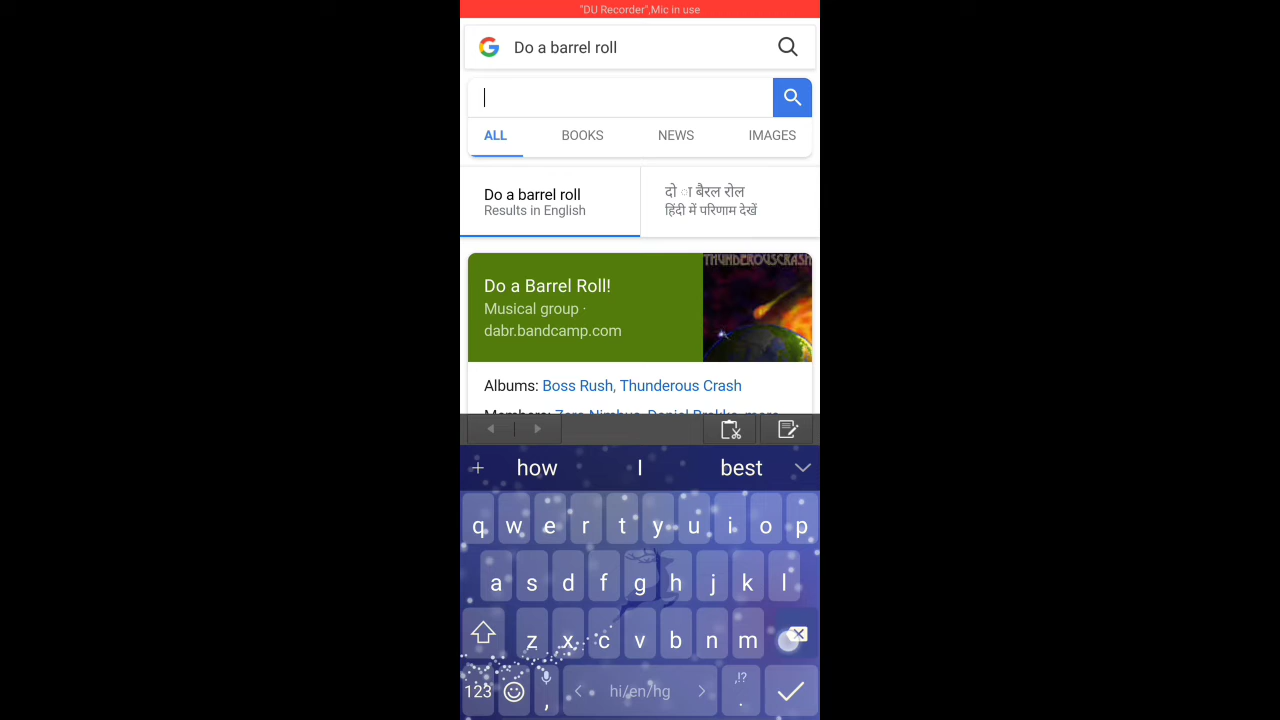 "DU Recorder",Mic in use
Do a barrel roll
ALL BOOKS NEWS IMAGES
Do a barrel roll
Results in English
दो ा बैरल रोल
हिंदी में परिणाम देखें
Do a Barrel Roll!
Musical group ·
dabr.bandcamp.com
THUNDEROUSCRASH
Albums: Boss Rush, Thunderous Crash
how I best
q w e r t y u i o p
a s d f g h j k l
z x c v b n m
123 , hi/en/hg ,!? .